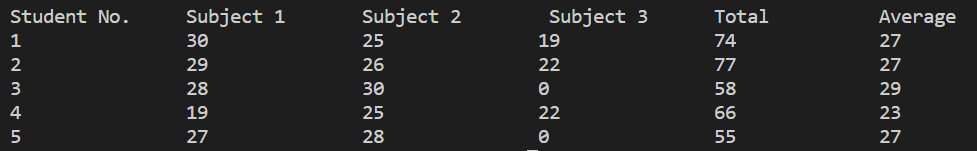 Student No. Subject 1 Subject 2 Subject 3 Total Average
1 30 25 19 74 27
2 29 26 22 77 27
3 28 30 0 58 29
4 19 25 22 66 23
5 27 28 0 55 27